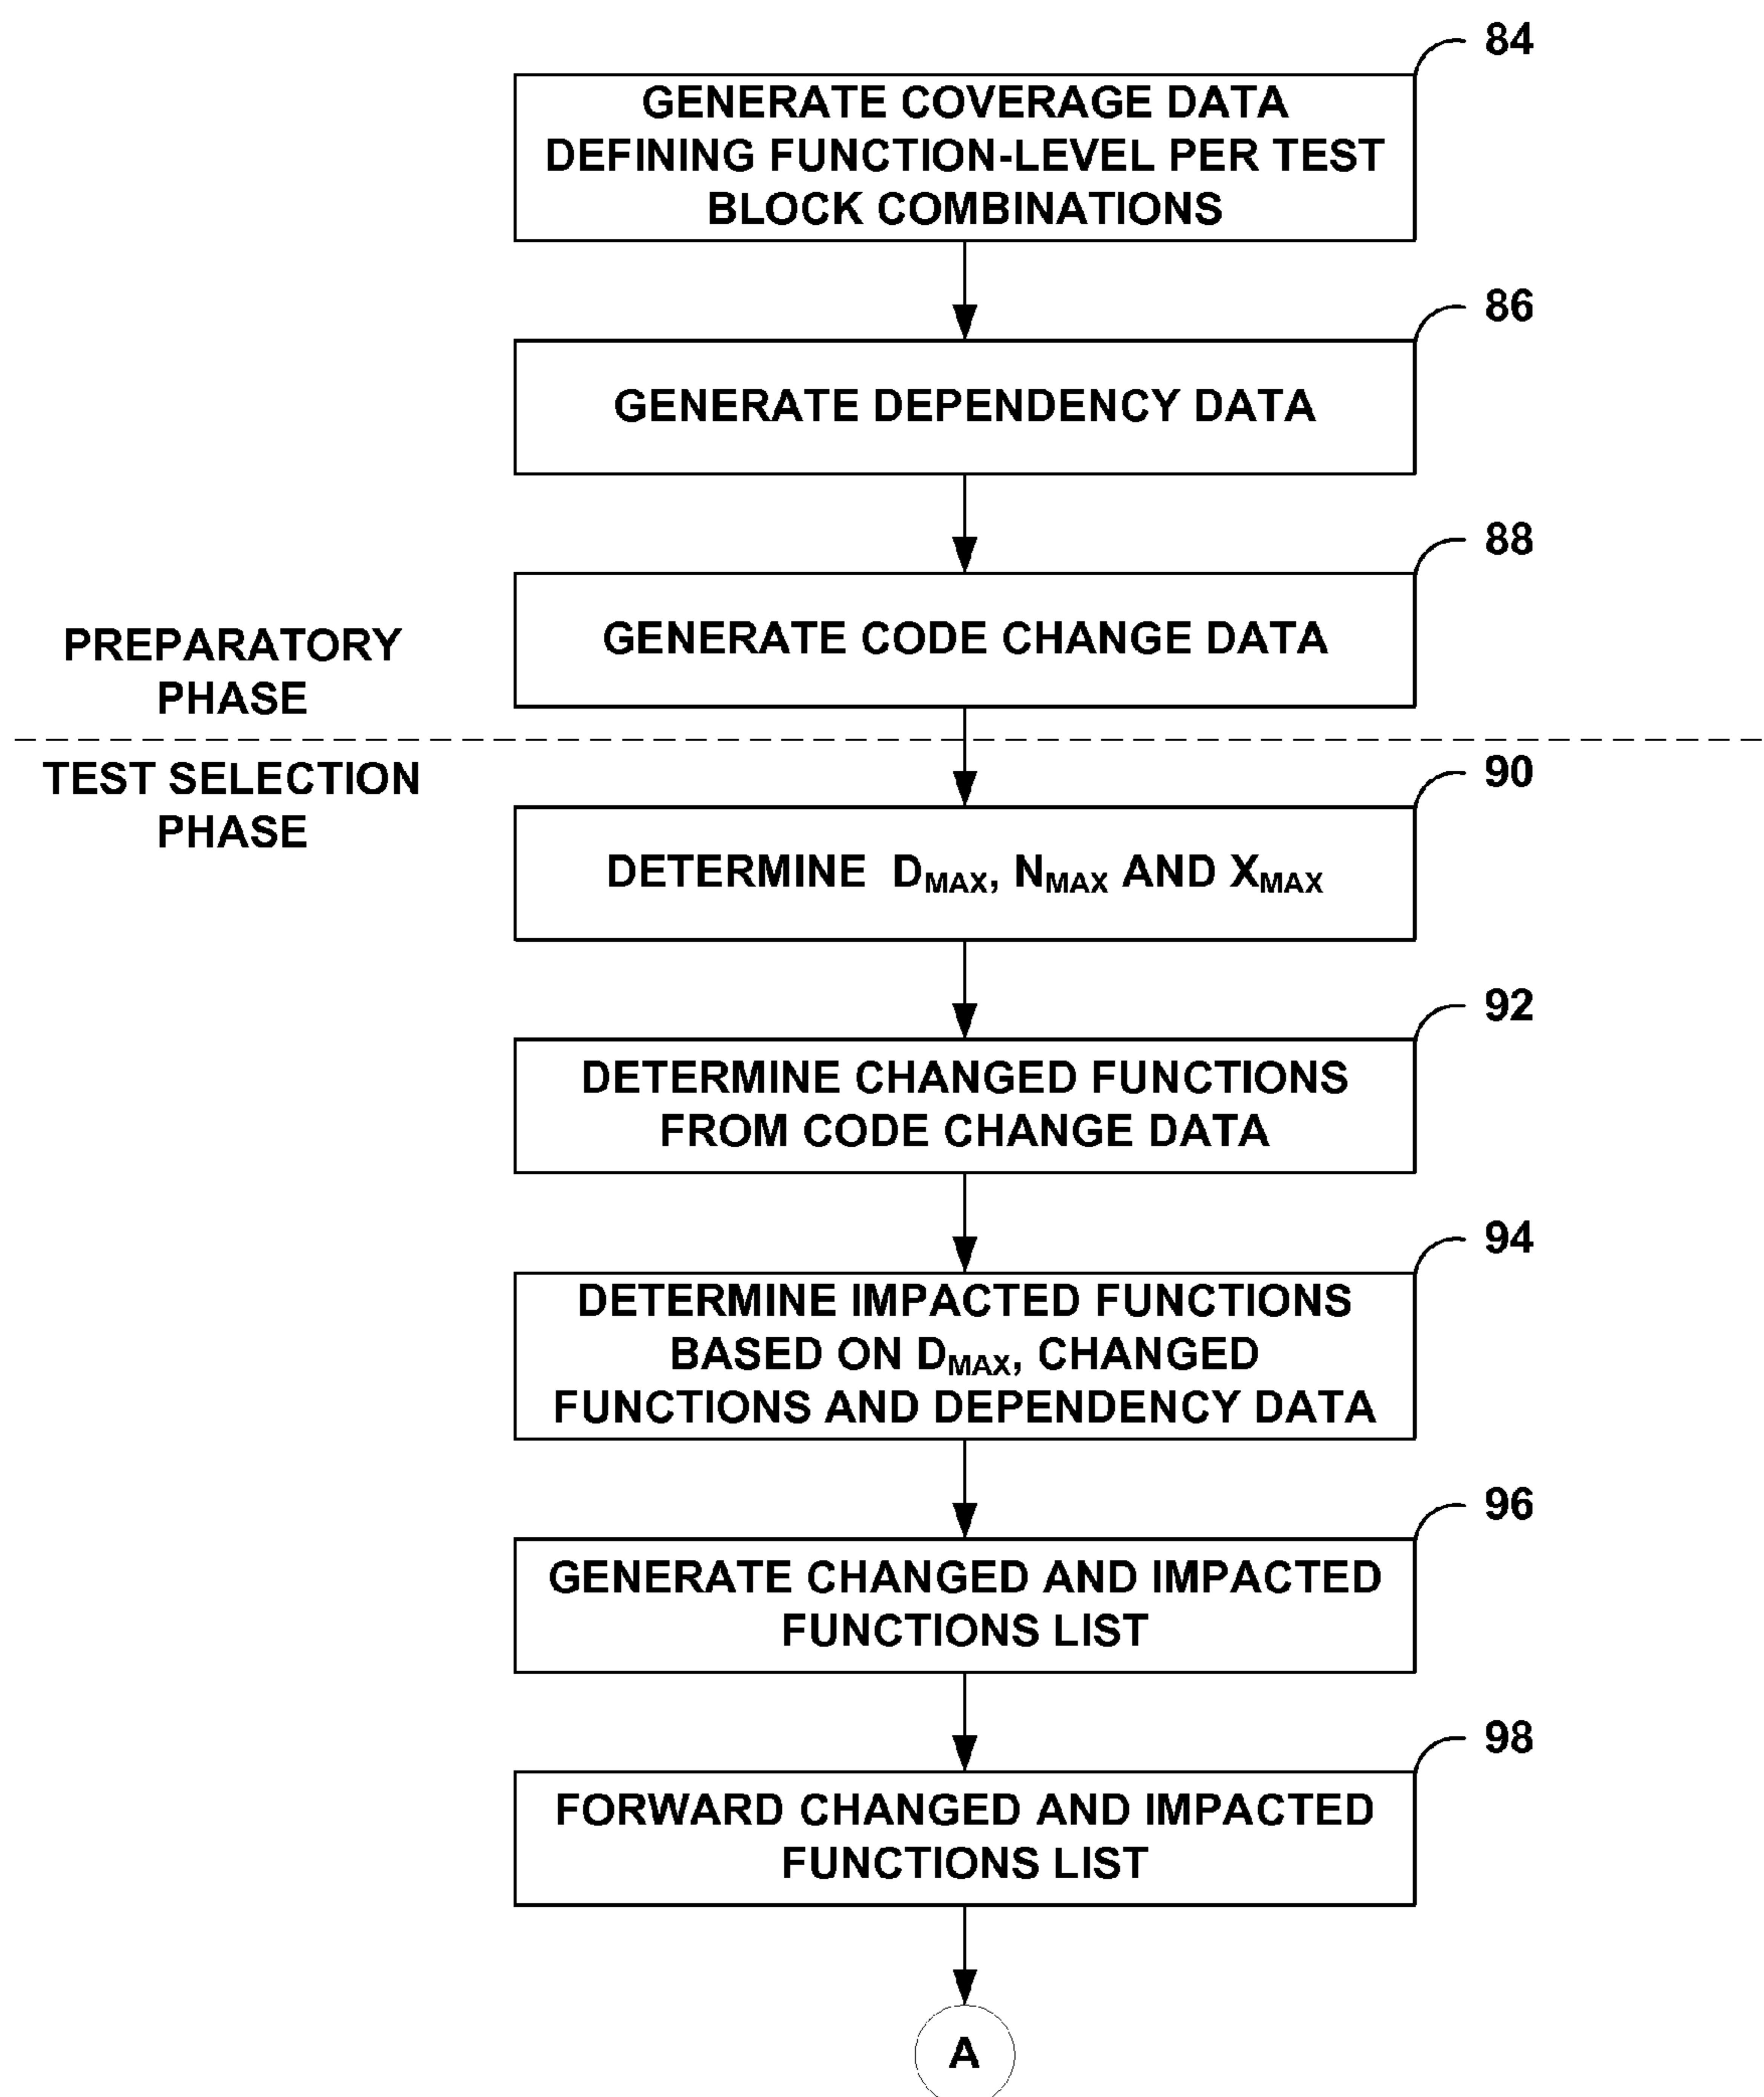 84
GENERATE COVERAGE DATA
DEFINING FUNCTION-LEVEL PER TEST
BLOCK COMBINATIONS
86
GENERATE DEPENDENCY DATA
88
GENERATE CODE CHANGE DATA
PREPARATORY
PHASE
TEST SELECTION
PHASE
90
DETERMINE DMAX, NMAX AND XMAX
92
DETERMINE CHANGED FUNCTIONS
FROM CODE CHANGE DATA
94
DETERMINE IMPACTED FUNCTIONS
BASED ON DMAX, CHANGED
FUNCTIONS AND DEPENDENCY DATA
96
GENERATE CHANGED AND IMPACTED
FUNCTIONS LIST
98
FORWARD CHANGED AND IMPACTED
FUNCTIONS LIST
A